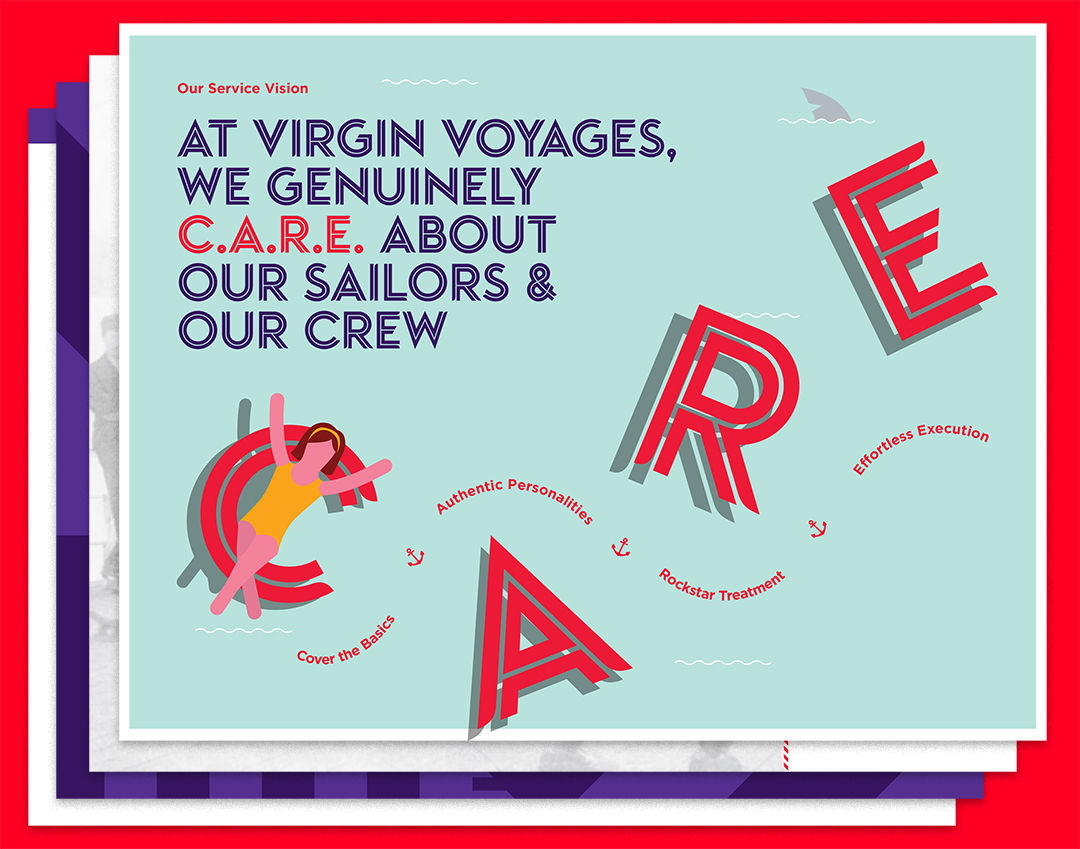 Our Service Vision
AT VIRGIN VOYAGES,
WE GENUINELY
C.A.R.E. ABOUT
OUR SAILORS &
OUR CREW
C
A
R
E
Cover the Basics
Authentic Personalities
Rockstar Treatment
Effortless Execution